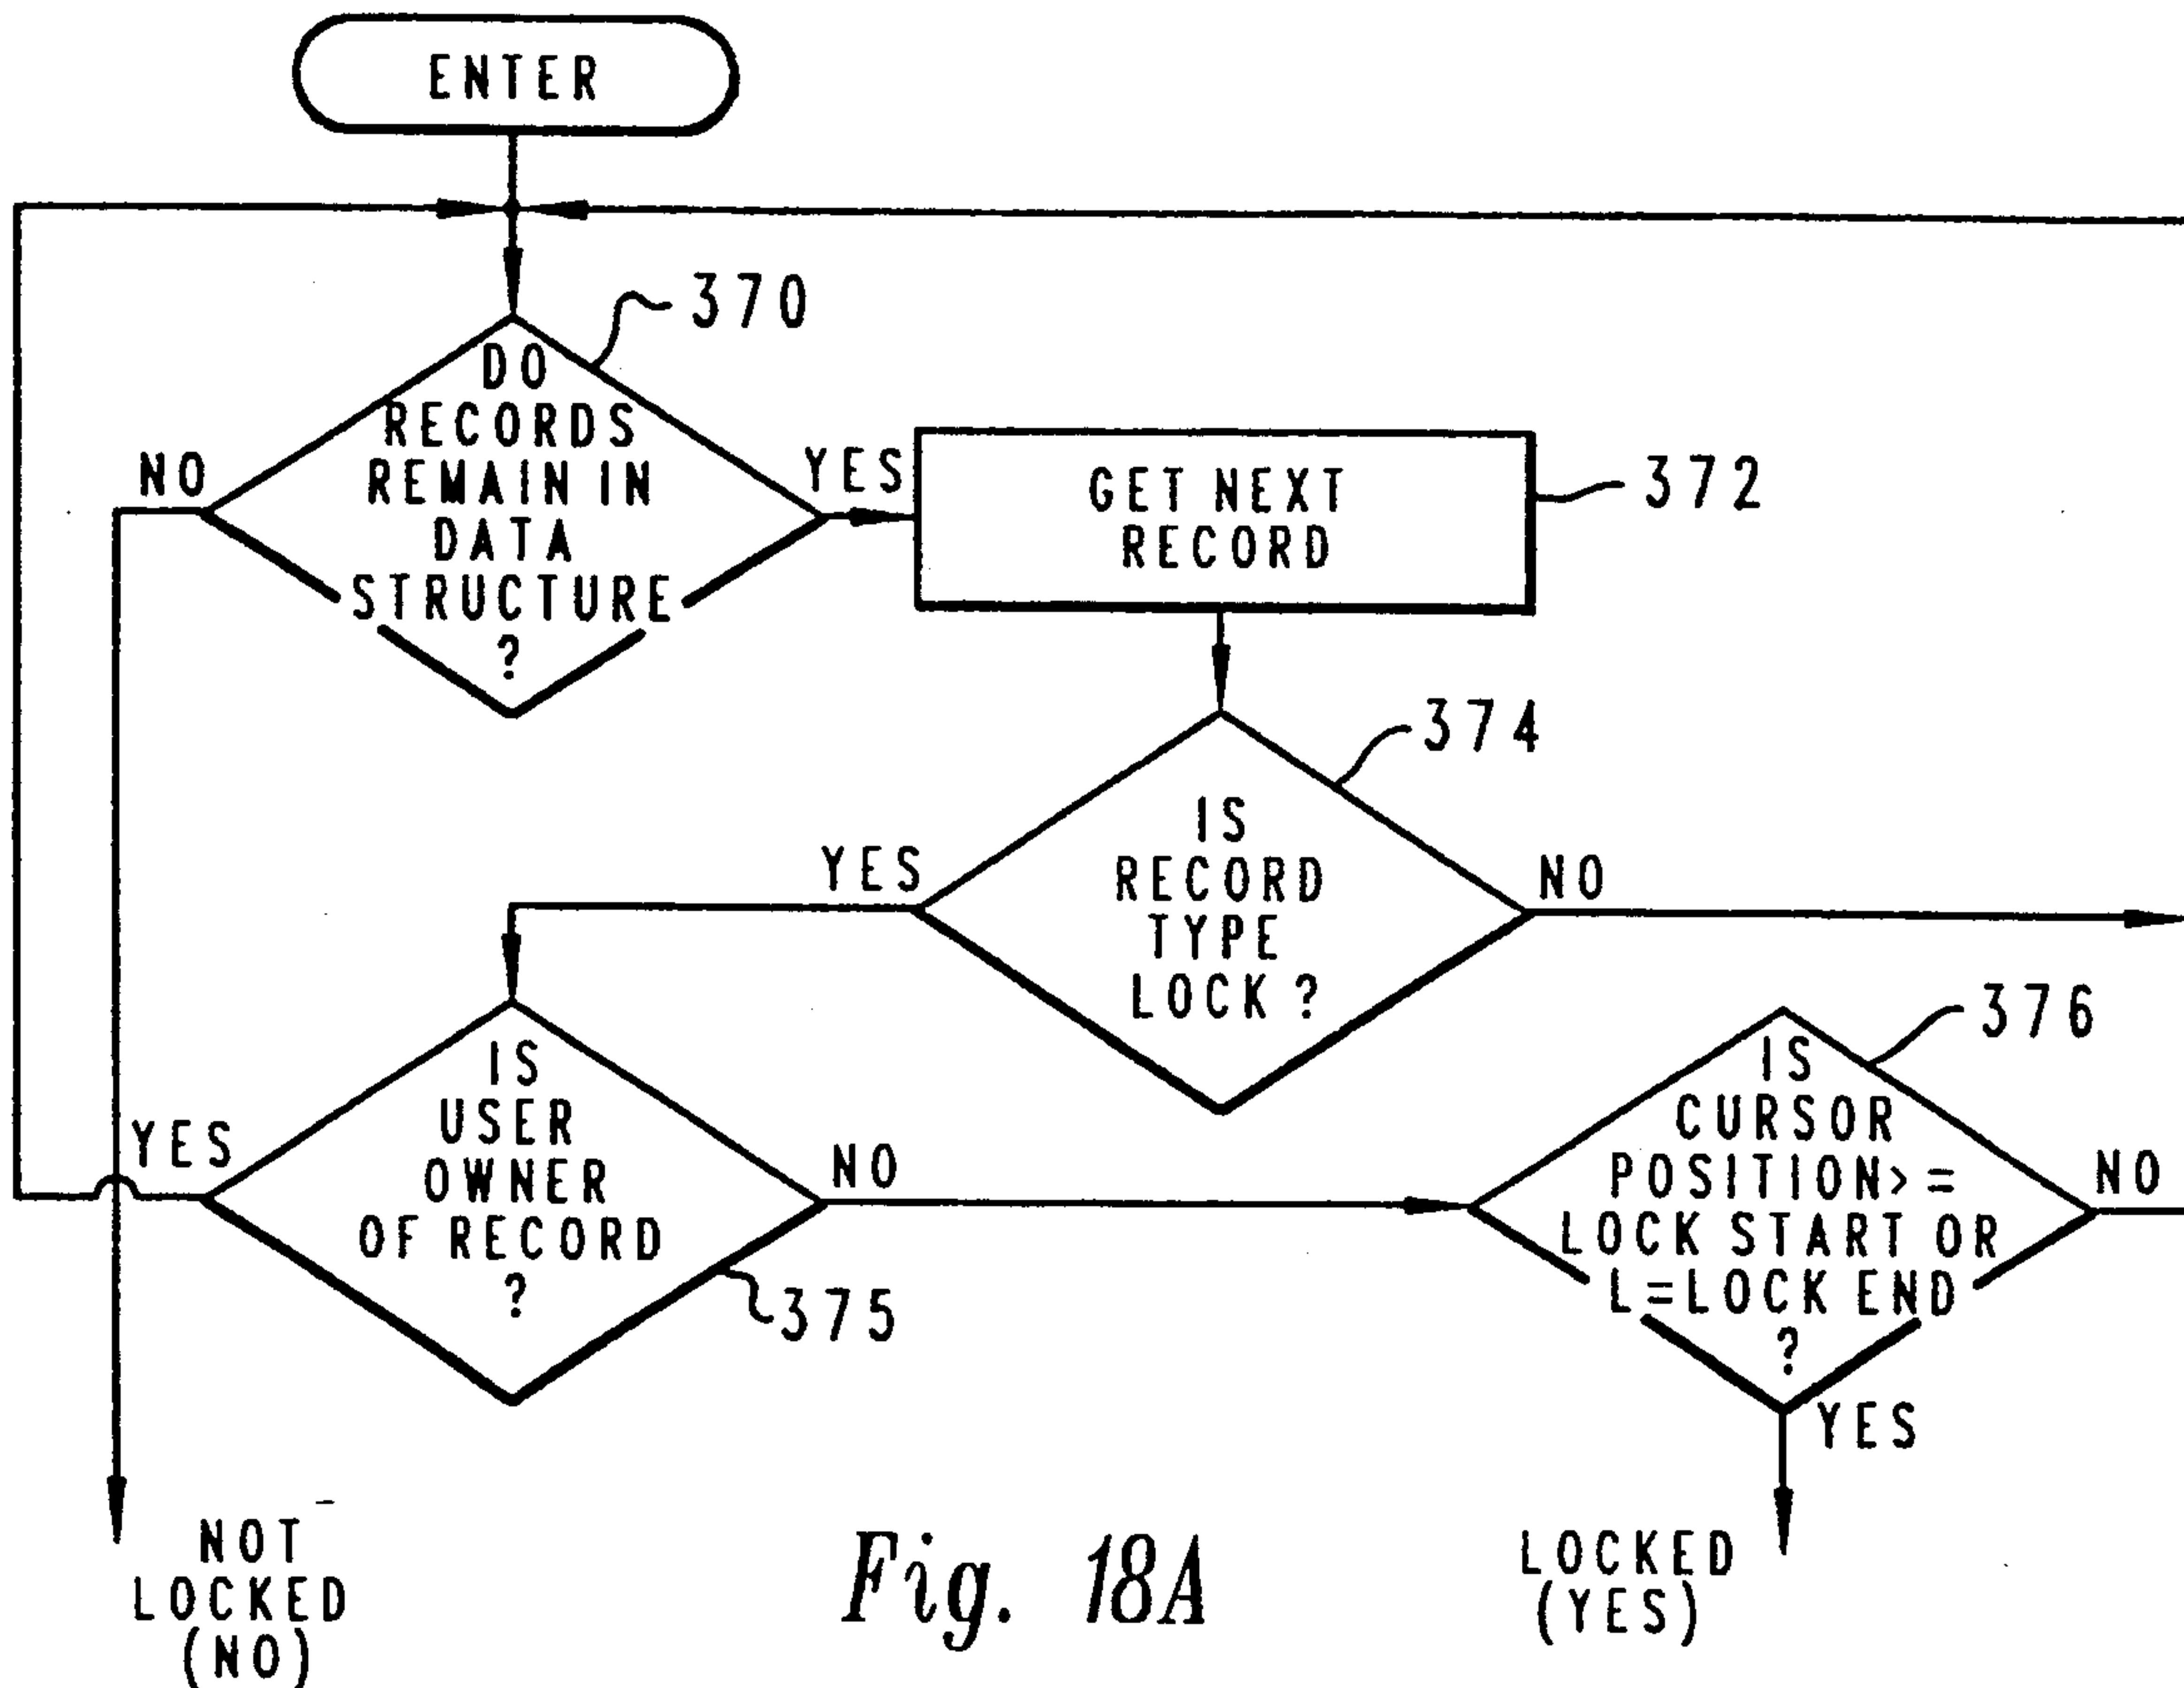 ENTER
370
DO
RECORDS
REMAIN IN
DATA
STRUCTURE
?
NO
YES
GET NEXT
RECORD
372
374
IS
RECORD
TYPE
LOCK ?
YES
NO
376
IS
USER
OWNER
OF RECORD
?
YES
NO
375
IS
CURSOR
POSITION>=
LOCK START OR
L=LOCK END
?
NO
YES
NOT
LOCKED
(NO)
Fig. 18A
LOCKED
(YES)